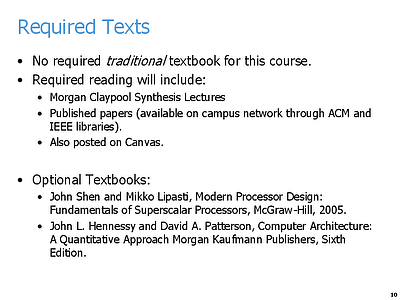 Required Texts
• No required traditional textbook for this course.
• Required reading will include:
• Morgan Claypool Synthesis Lectures
• Published papers (available on campus network through ACM and
IEEE libraries).
• Also posted on Canvas.
• Optional Textbooks:
• John Shen and Mikko Lipasti, Modern Processor Design:
Fundamentals of Superscalar Processors, McGraw-Hill, 2005.
• John L. Hennessy and David A. Patterson, Computer Architecture:
A Quantitative Approach Morgan Kaufmann Publishers, Sixth
Edition.
10